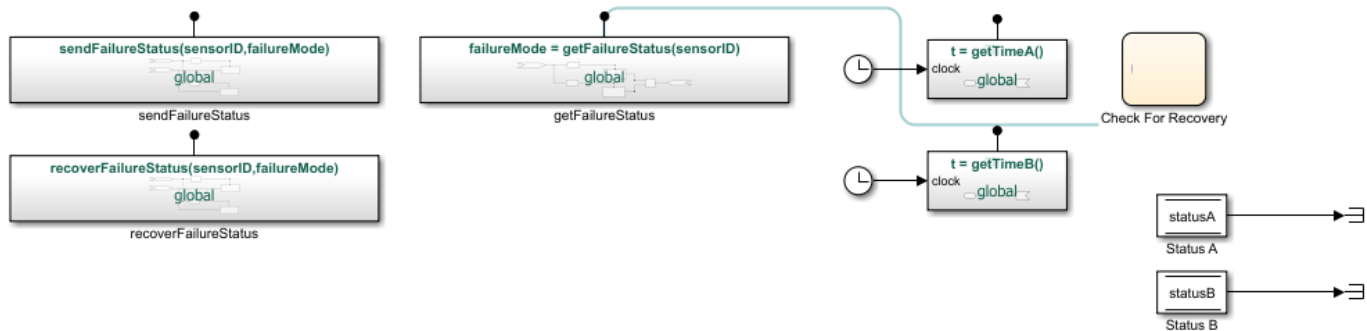 sendFailureStatus(sensorID,failureMode)
global
sendFailureStatus
failureMode = getFailureStatus(sensorID)
global
getFailureStatus
t = getTimeA()
clock
global
Check For Recovery
recoverFailureStatus(sensorID,failureMode)
global
recoverFailureStatus
t = getTimeB()
clock
global
statusA
Status A
statusB
Status B